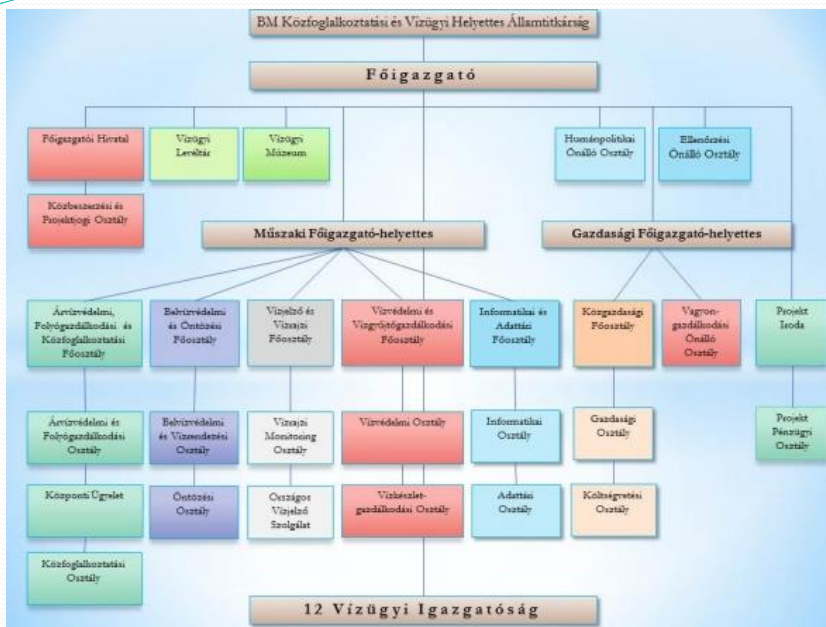 BM Közfoglalkoztatási és Vízügyi Helyettes Államtitkárság
Főigazgató
Főigazgatói Hivatal
Vízügyi
Levéltár
Vízügyi
Múzeum
Humánpolitikai
Önálló Osztály
Ellenőrzési
Önálló Osztály
Közbeszerzési és
Projektjogi Osztály
Műszaki Főigazgató-helyettes
Gazdasági Főigazgató-helyettes
Árvízvédelmi,
Folyógazdálkodási és
Közfoglalkoztatási
Főosztály
Belvízvédelmi
és Öntözési
Főosztály
Vízjelző és
Vízrajzi
Főosztály
Vízvédelmi és
Vízgyűjtőgazdálkodási
Főosztály
Informatikai és
Adattári
Főosztály
Közgazdasági
Főosztály
Vagyon-
gazdálkodási
Önálló
Osztály
Projekt
Iroda
Árvízvédelmi és
Folyógazdálkodási
Osztály
Belvízvédelmi
és Vízrendezési
Osztály
Vízrajzi
Monitoring
Osztály
Vízvédelmi Osztály
Informatikai
Osztály
Gazdasági
Osztály
Projekt
Pénzügyi
Osztály
Központi Ügyelet
Öntözési
Osztály
Országos
Vízjelző
Szolgálat
Vízkészlet-
gazdálkodási Osztály
Adattári
Osztály
Költségvetési
Osztály
Közfoglalkoztatási
Osztály
12 Vízügyi Igazgatóság